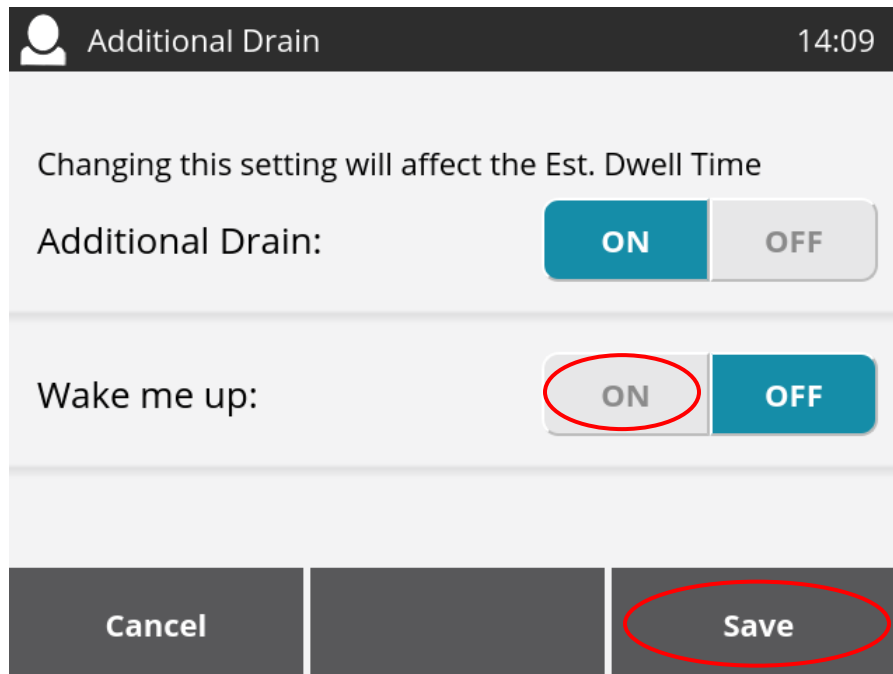 Additional Drain 14:09
Changing this setting will affect the Est. Dwell Time
Additional Drain: ON OFF
Wake me up: ON OFF
Cancel Save